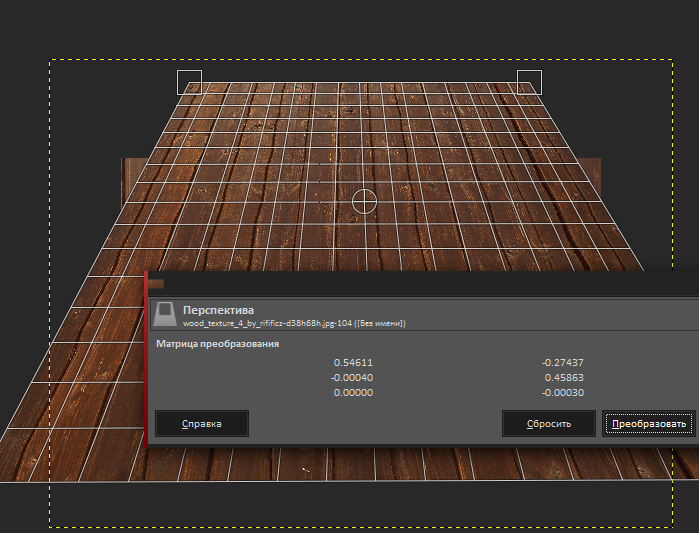 Перспектива
wood_texture_4_by_rifificz-d38h68h.jpg-104 ([Без имени])
Матрица преобразования
0.54611 -0.27437
-0.00040 0.45863
0.00000 -0.00030
Справка Сбросить Преобразовать